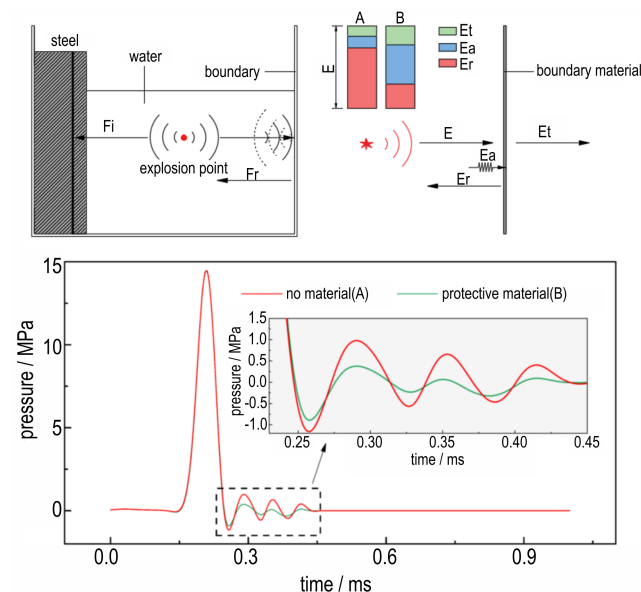 steel
water
boundary
Fi
explosion point
Fr
A B
E
Et
Ea
Er
boundary material
E
Et
Ea
Er
15
10
5
0
pressure / MPa
no material(A)
protective material(B)
1.5
1.0
0.5
0.0
-0.5
-1.0
pressure / MPa
0.25 0.30 0.35 0.40 0.45
time / ms
0.0 0.3 0.6 0.9
time / ms